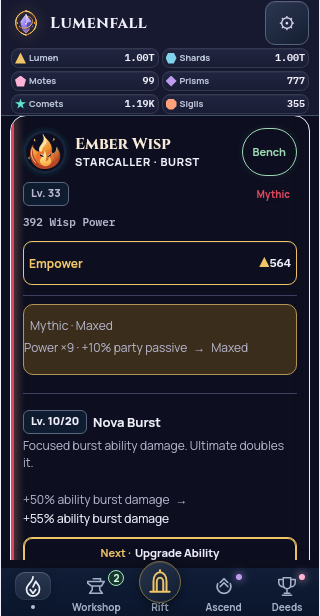 LUMENFALL
Lumen 1.00T
Shards 1.00T
Motes 99
Prisms 777
Comets 1.19K
Sigils 355
EMBER WISP
STARCALLER · BURST
Bench
Lv. 33
Mythic
392 Wisp Power
Empower 564
Mythic · Maxed
Power ×9 · +10% party passive → Maxed
Lv. 10/20 Nova Burst
Focused burst ability damage. Ultimate doubles
it.
+50% ability burst damage →
+55% ability burst damage
Next · Upgrade Ability
2
Workshop
Rift
Ascend
Deeds